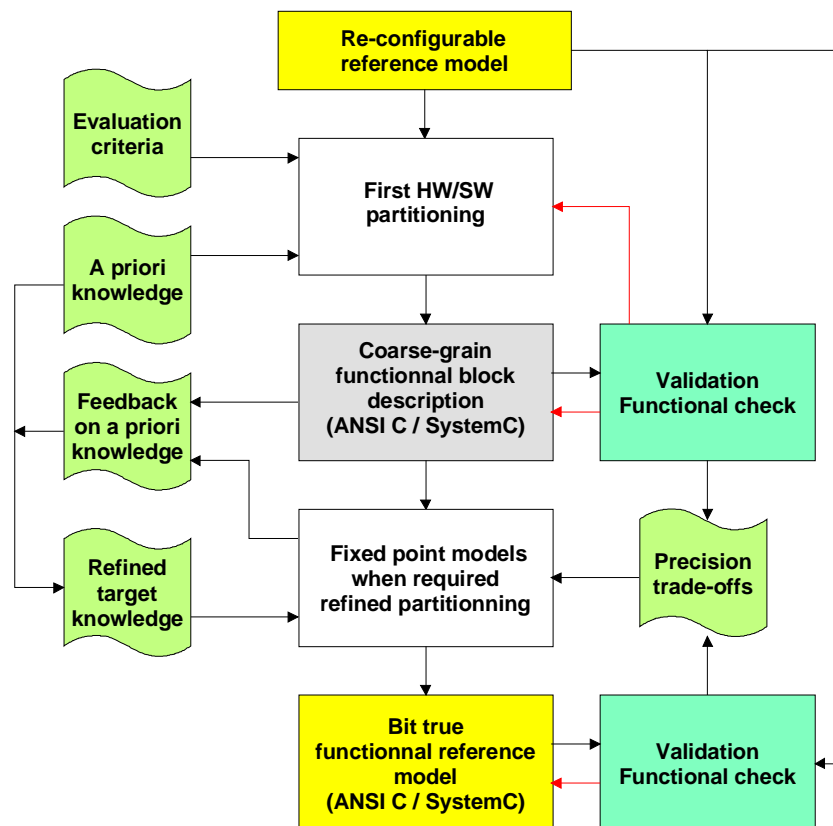 Re-configurable
reference model
Evaluation
criteria
First HW/SW
partitioning
A priori
knowledge
Coarse-grain
functionnal block
description
(ANSI C / SystemC)
Validation
Functional check
Feedback
on a priori
knowledge
Fixed point models
when required
refined partitionning
Precision
trade-offs
Refined
target
knowledge
Bit true
functionnal reference
model
(ANSI C / SystemC)
Validation
Functional check